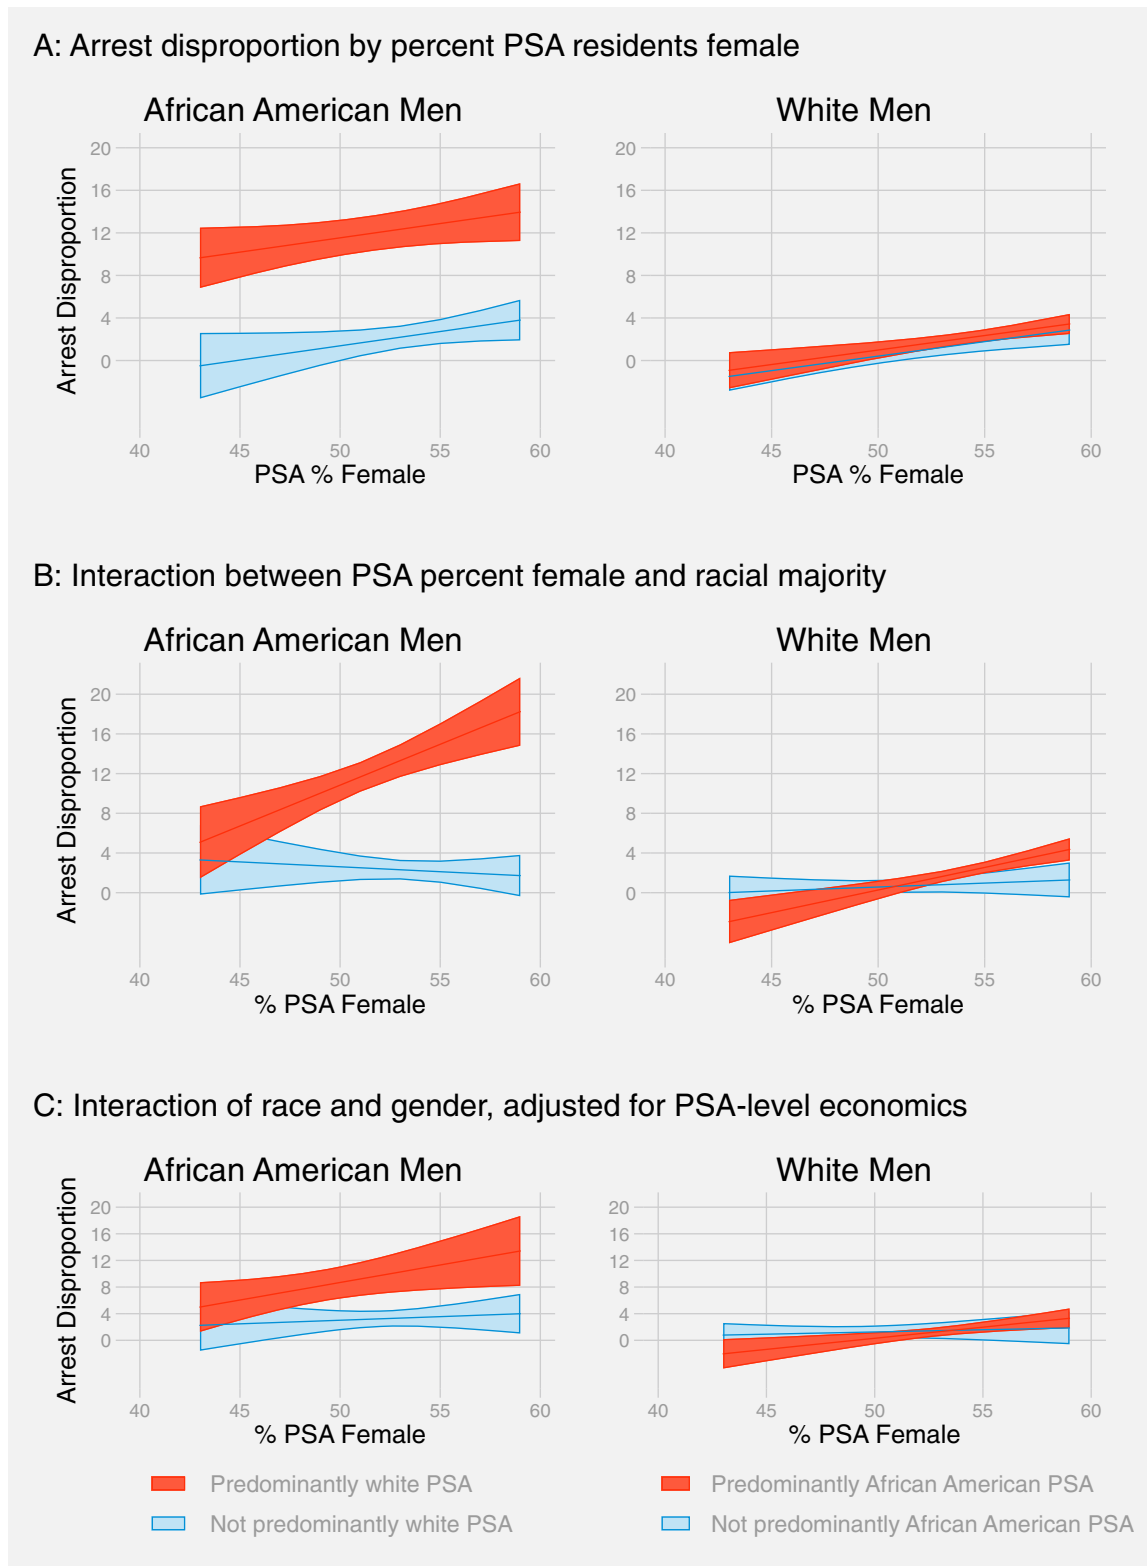 A: Arrest disproportion by percent PSA residents female
African American Men
White Men
Arrest Disproportion
20
16
12
8
4
0
40 45 50 55 60
PSA % Female
20
16
12
8
4
0
40 45 50 55 60
PSA % Female
B: Interaction between PSA percent female and racial majority
African American Men
White Men
Arrest Disproportion
20
16
12
8
4
0
40 45 50 55 60
% PSA Female
20
16
12
8
4
0
40 45 50 55 60
% PSA Female
C: Interaction of race and gender, adjusted for PSA-level economics
African American Men
White Men
Arrest Disproportion
20
16
12
8
4
0
40 45 50 55 60
% PSA Female
20
16
12
8
4
0
40 45 50 55 60
% PSA Female
Predominantly white PSA
Not predominantly white PSA
Predominantly African American PSA
Not predominantly African American PSA